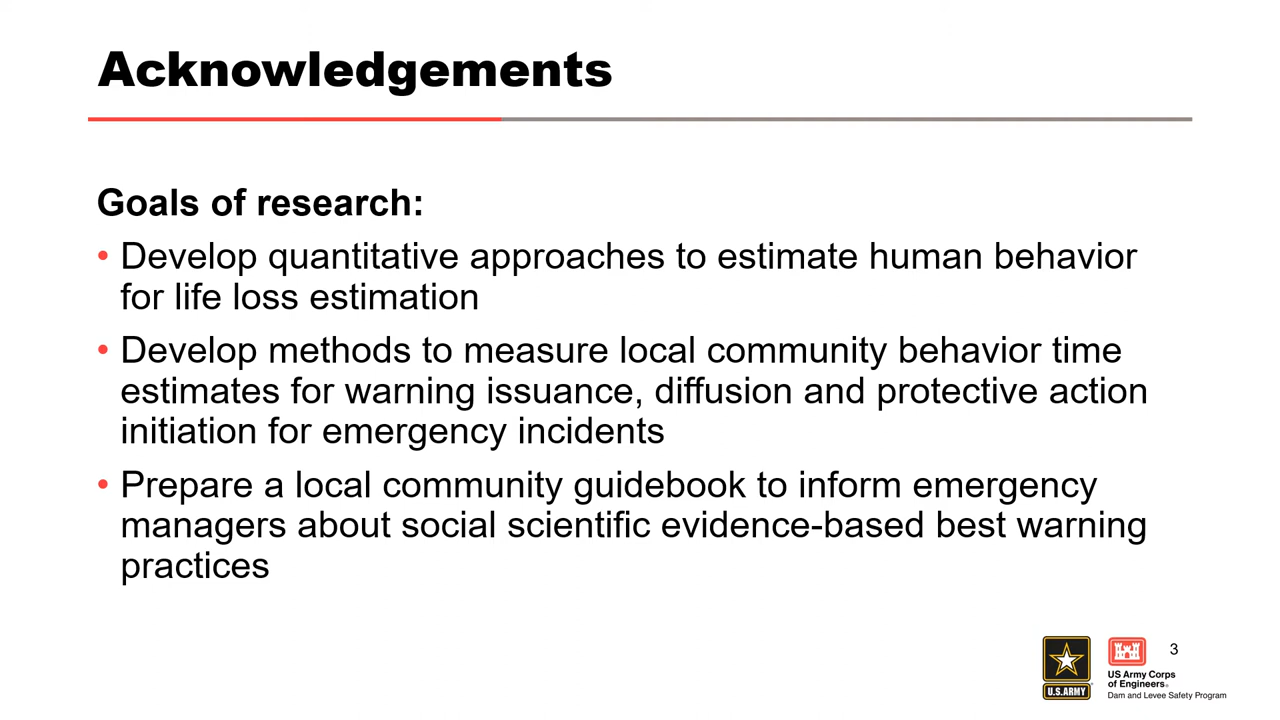 Acknowledgements
Goals of research:
• Develop quantitative approaches to estimate human behavior
for life loss estimation
• Develop methods to measure local community behavior time
estimates for warning issuance, diffusion and protective action
initiation for emergency incidents
• Prepare a local community guidebook to inform emergency
managers about social scientific evidence-based best warning
practices
3
U.S.ARMY
US Army Corps
of Engineers®
Dam and Levee Safety Program